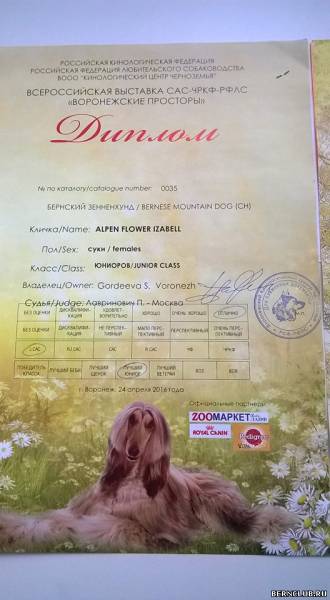 РОССИЙСКАЯ КИНОЛОГИЧЕСКАЯ ФЕДЕРАЦИЯ
РОССИЙСКАЯ ФЕДЕРАЦИЯ ЛЮБИТЕЛЬСКОГО СОБАКОВОДСТВА
ВООО "КИНОЛОГИЧЕСКИЙ ЦЕНТР ЧЕРНОЗЕМЬЯ"
ВСЕРОССИЙСКАЯ ВЫСТАВКА САС-ЧРКФ-РФЛС
«ВОРОНЕЖСКИЕ ПРОСТОРЫ»
Диплом
№ по каталогу/catalogue number: 0035
БЕРНСКИЙ ЗЕННЕНХУНД / BERNESE MOUNTAIN DOG (CH)
Кличка/Name: ALPEN FLOWER IZABELL
Пол/Sex: суки / females
Класс/Class: ЮНИОРОВ/JUNIOR CLASS
Владелец/Owner: Gordeeva S. Voronezh
Судья/Judge: Лавринович П. - Москва
БЕЗ ОЦЕНКИ ДИСКВАЛИФИКАЦИЯ УДОВЛЕТВОРИТЕЛЬНО ХОРОШО ОЧЕНЬ ХОРОШО ОТЛИЧНО
БЕЗ ОЦЕНКИ ДИСКВАЛИФИКАЦИЯ НЕ ПЕРСПЕКТИВНЫЙ МАЛО ПЕРСПЕКТИВНЫЙ ПЕРСПЕКТИВНЫЙ ОЧЕНЬ ПЕРСПЕКТИВНЫЙ
J.CAC R.J.CAC CAC R.CAC ЧФ ЧРКФ
ПОБЕДИТЕЛЬ КЛАССА ЛУЧШИЙ БЕБИ ЛУЧШИЙ ЩЕНОК ЛУЧШИЙ ЮНИОР ЛУЧШИЙ ВЕТЕРАН BOS BOB
г. Воронеж, 24 апреля 2016 года
Официальные партнеры
ZOOМАРКЕТ
ROYAL CANIN
Pedigree
BERNCLUB.RU